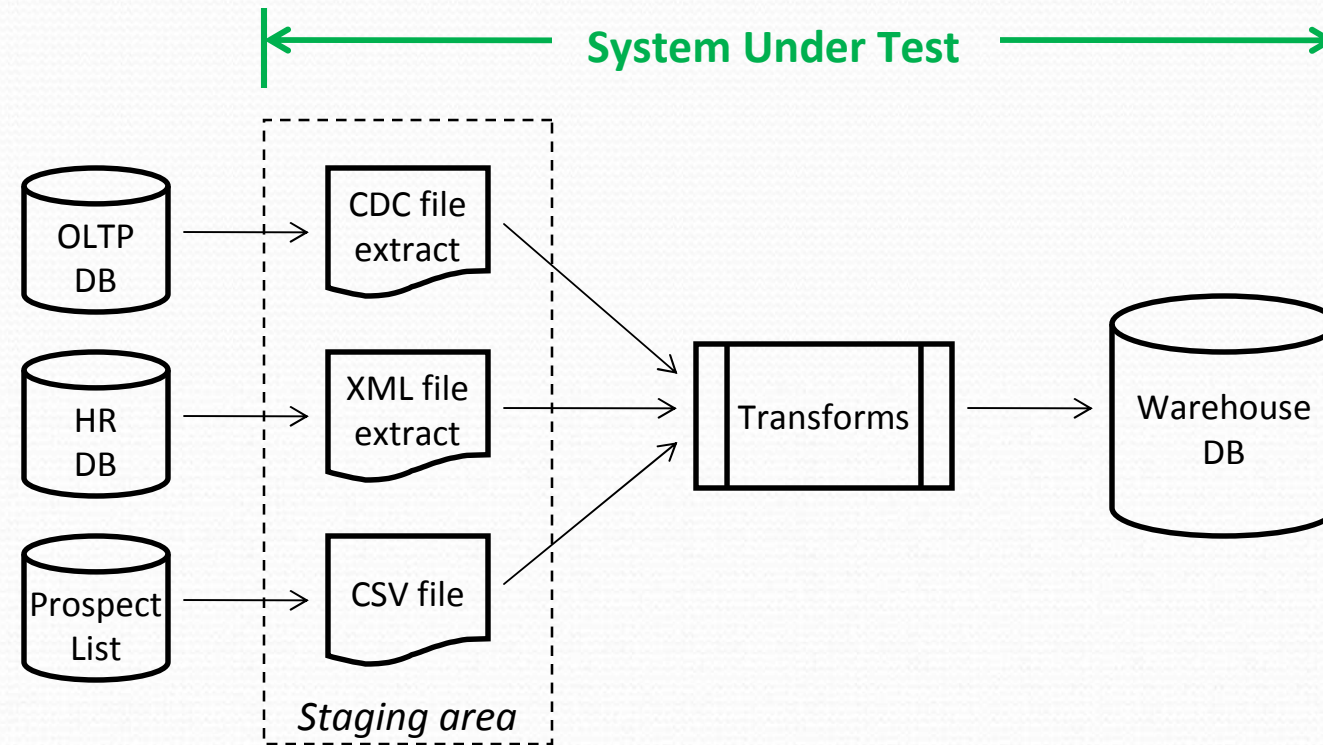 System Under Test
OLTP
DB
CDC file
extract
HR
DB
XML file
extract
Transforms
Warehouse
DB
Prospect
List
CSV file
Staging area